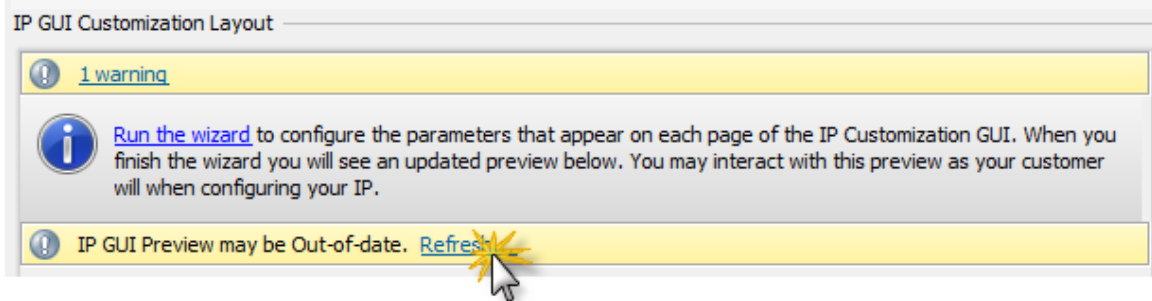 IP GUI Customization Layout
1 warning
Run the wizard to configure the parameters that appear on each page of the IP Customization GUI. When you
finish the wizard you will see an updated preview below. You may interact with this preview as your customer
will when configuring your IP.
IP GUI Preview may be Out-of-date. Refresh